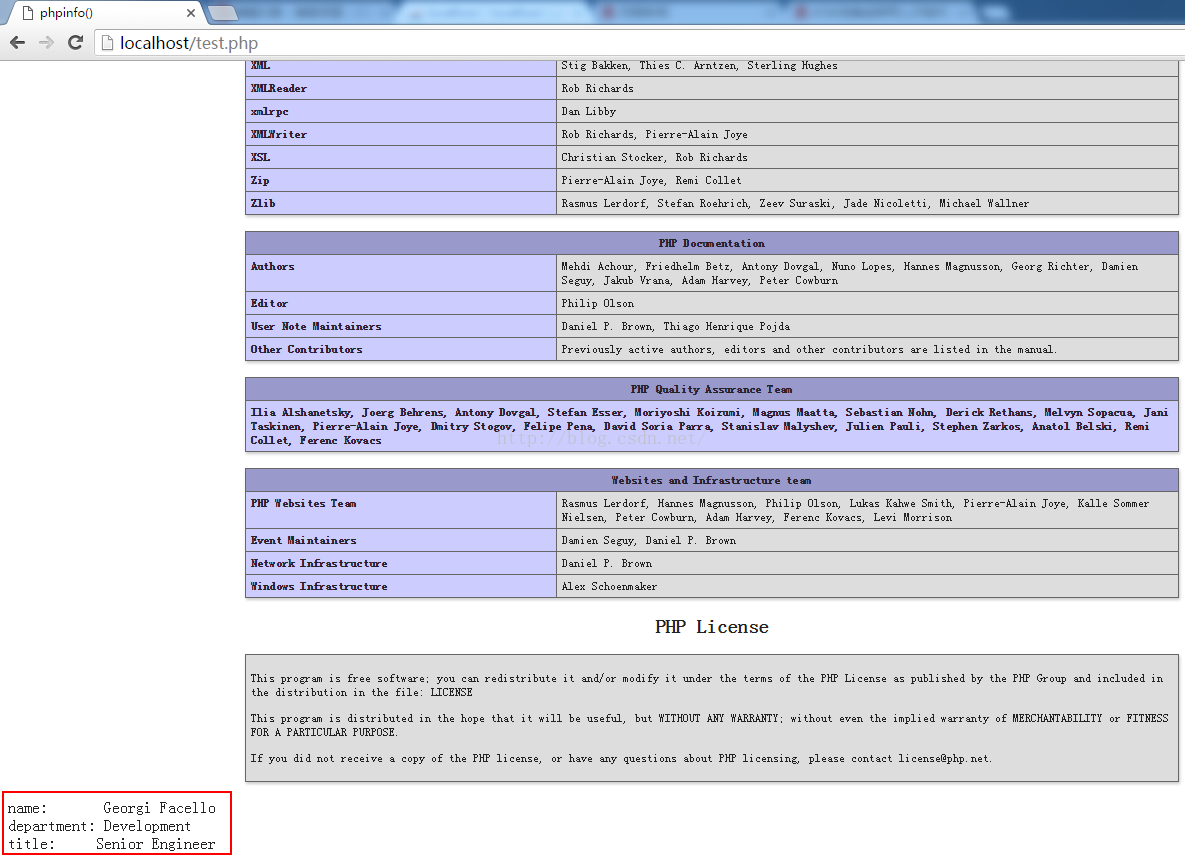 phpinfo()
localhost/test.php
XML Stig Bakken, Thies C. Arntzen, Sterling Hughes
XMLReader Rob Richards
xmlrpc Dan Libby
XMLWriter Rob Richards, Pierre-Alain Joye
XSL Christian Stocker, Rob Richards
Zip Pierre-Alain Joye, Remi Collet
Zlib Rasmus Lerdorf, Stefan Roehrich, Zeev Suraski, Jade Nicoletti, Michael Wallner
PHP Documentation
Authors Mehdi Achour, Friedhelm Betz, Antony Dovgal, Nuno Lopes, Hannes Magnusson, Georg Richter, Damien
Seguy, Jakub Vrana, Adam Harvey, Peter Cowburn
Editor Philip Olson
User Note Maintainers Daniel P. Brown, Thiago Henrique Pojda
Other Contributors Previously active authors, editors and other contributors are listed in the manual.
PHP Quality Assurance Team
Ilia Alshanetsky, Joerg Behrens, Antony Dovgal, Stefan Esser, Moriyoshi Koizumi, Magnus Maatta, Sebastian Nohn, Derick Rethans, Melvyn Sopacua, Jani
Taskinen, Pierre-Alain Joye, Dmitry Stogov, Felipe Pena, David Soria Parra, Stanislav Malyshev, Julien Pauli, Stephen Zarkos, Anatol Belski, Remi
Collet, Ferenc Kovacs
http://blog.csdn.net/
Websites and Infrastructure team
PHP Websites Team Rasmus Lerdorf, Hannes Magnusson, Philip Olson, Lukas Kahwe Smith, Pierre-Alain Joye, Kalle Sommer
Nielsen, Peter Cowburn, Adam Harvey, Ferenc Kovacs, Levi Morrison
Event Maintainers Damien Seguy, Daniel P. Brown
Network Infrastructure Daniel P. Brown
Windows Infrastructure Alex Schoenmaker
PHP License
This program is free software; you can redistribute it and/or modify it under the terms of the PHP License as published by the PHP Group and included in
the distribution in the file: LICENSE
This program is distributed in the hope that it will be useful, but WITHOUT ANY WARRANTY; without even the implied warranty of MERCHANTABILITY or FITNESS
FOR A PARTICULAR PURPOSE.
If you did not receive a copy of the PHP license, or have any questions about PHP licensing, please contact license@php.net.
name: Georgi Facello
department: Development
title: Senior Engineer